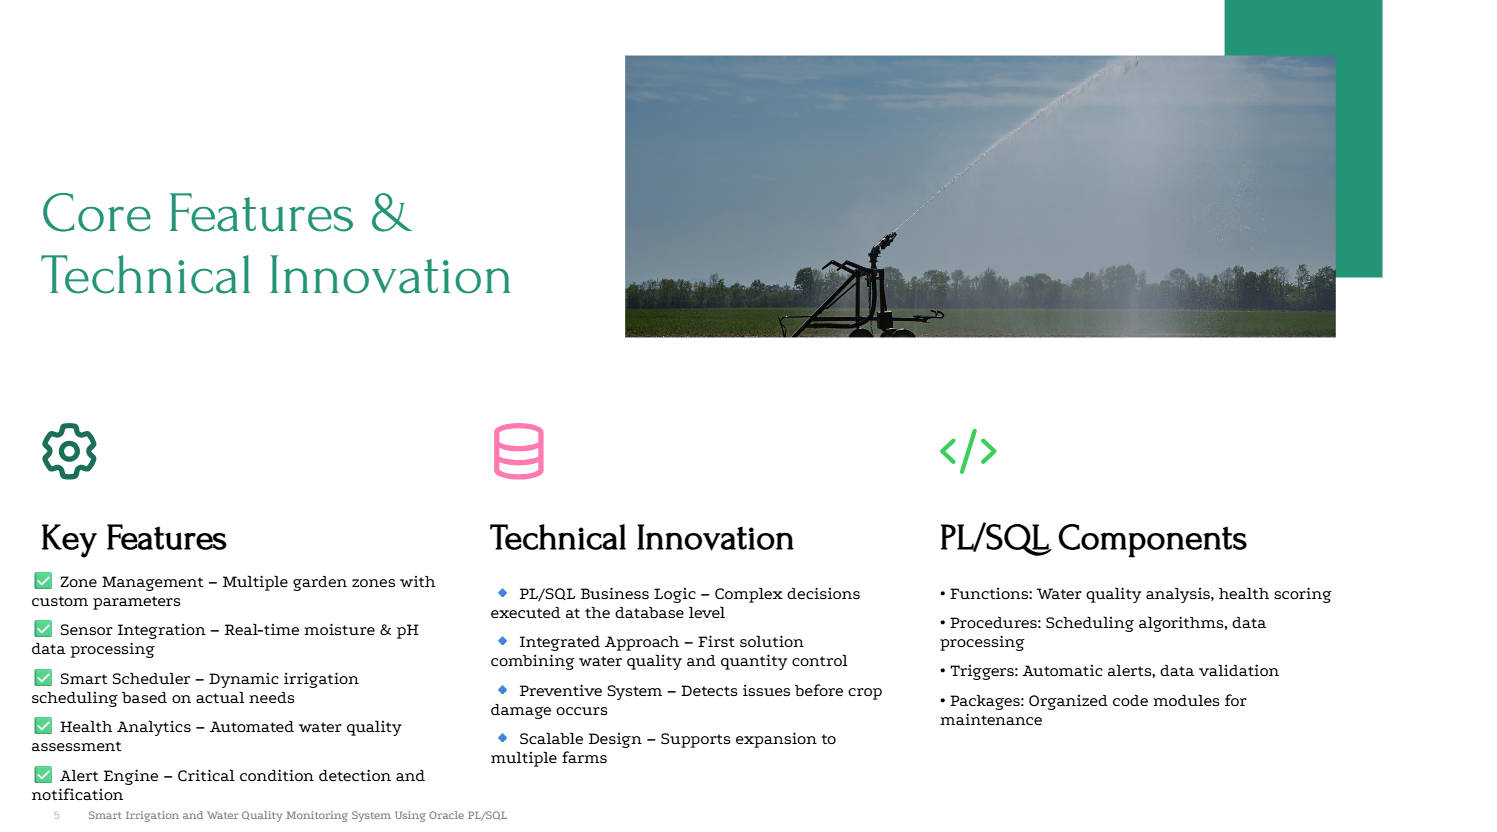 Core Features &
Technical Innovation
Key Features
✅ Zone Management – Multiple garden zones with
custom parameters
✅ Sensor Integration – Real-time moisture & pH
data processing
✅ Smart Scheduler – Dynamic irrigation
scheduling based on actual needs
✅ Health Analytics – Automated water quality
assessment
✅ Alert Engine – Critical condition detection and
notification
Technical Innovation
🔹 PL/SQL Business Logic – Complex decisions
executed at the database level
🔹 Integrated Approach – First solution
combining water quality and quantity control
🔹 Preventive System – Detects issues before crop
damage occurs
🔹 Scalable Design – Supports expansion to
multiple farms
PL/SQL Components
• Functions: Water quality analysis, health scoring
• Procedures: Scheduling algorithms, data
processing
• Triggers: Automatic alerts, data validation
• Packages: Organized code modules for
maintenance
5 Smart Irrigation and Water Quality Monitoring System Using Oracle PL/SQL